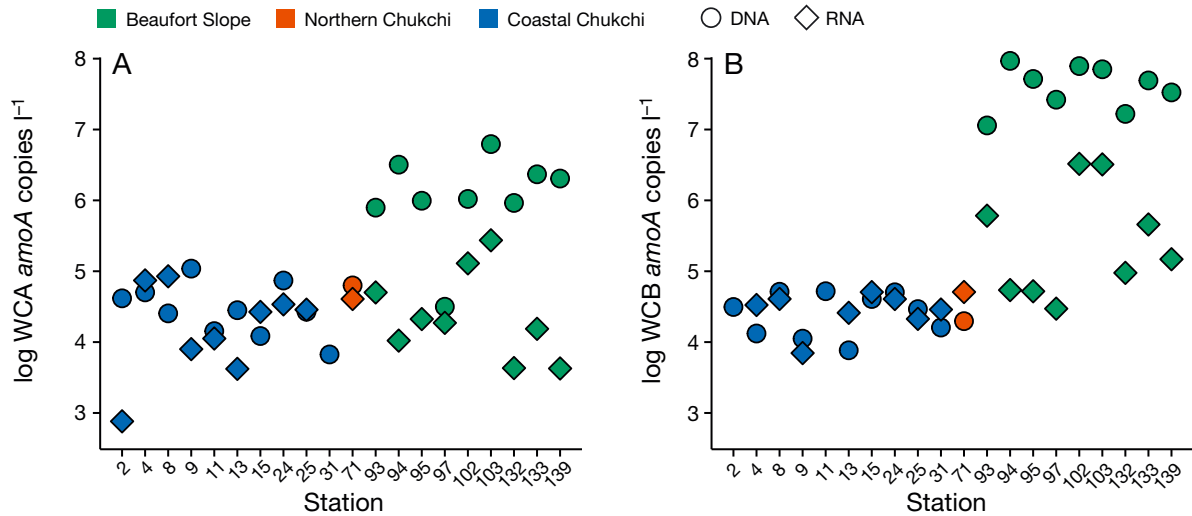 Beaufort Slope Northern Chukchi Coastal Chukchi DNA RNA
A
log WCA amoA copies l⁻¹
8
7
6
5
4
3
2 4 8 9 11 13 15 24 25 31 71 93 94 95 97 102 103 132 133 139
Station
B
log WCB amoA copies l⁻¹
8
7
6
5
4
3
2 4 8 9 11 13 15 24 25 31 71 93 94 95 97 102 103 132 133 139
Station